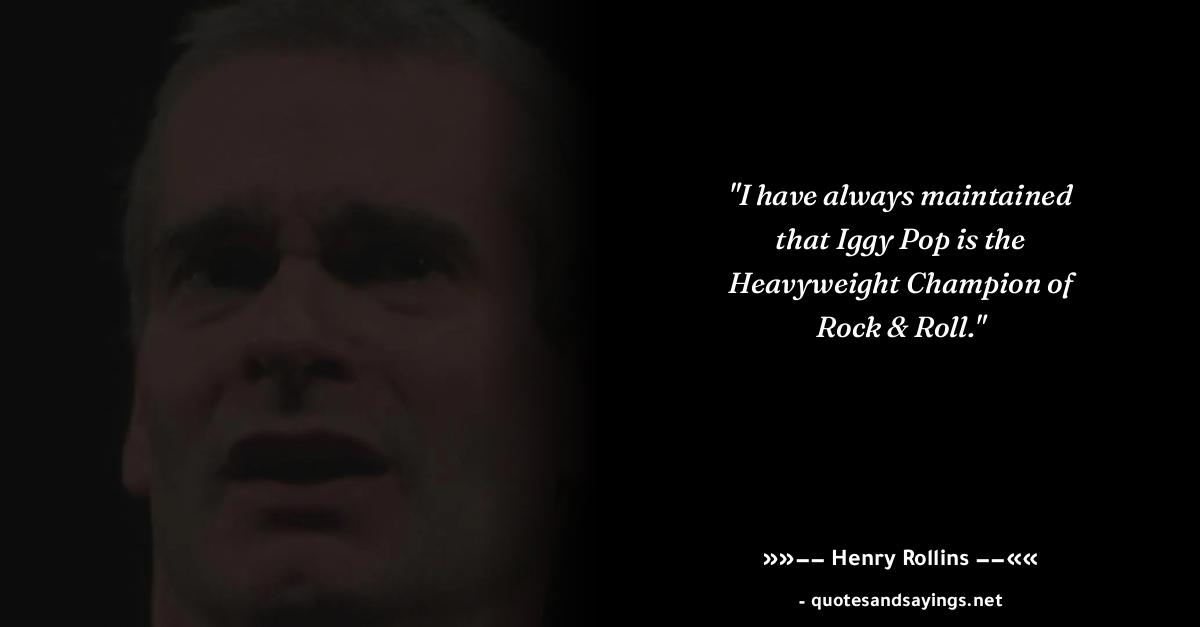 "I have always maintained
that Iggy Pop is the
Heavyweight Champion of
Rock & Roll."
»»–– Henry Rollins ––««
- quotesandsayings.net